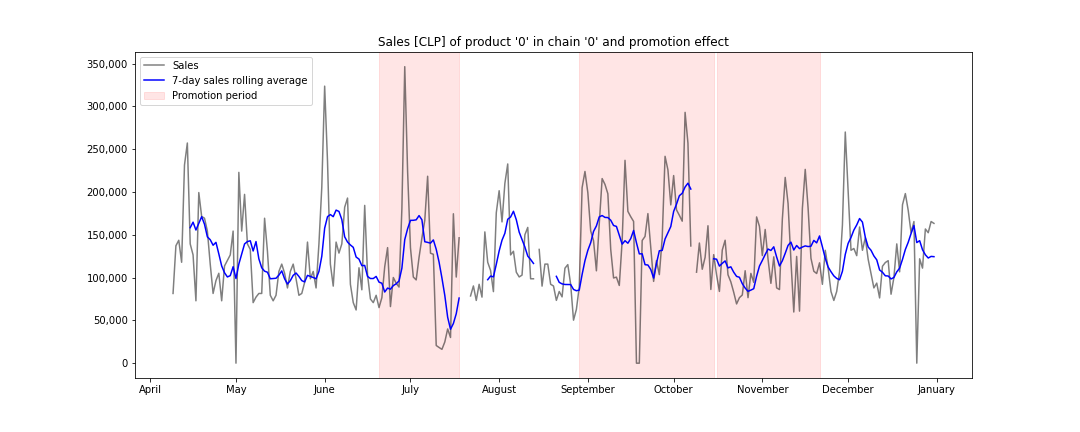 Sales [CLP] of product '0' in chain '0' and promotion effect
Sales
7-day sales rolling average
Promotion period
350,000
300,000
250,000
200,000
150,000
100,000
50,000
0
April May June July August September October November December January